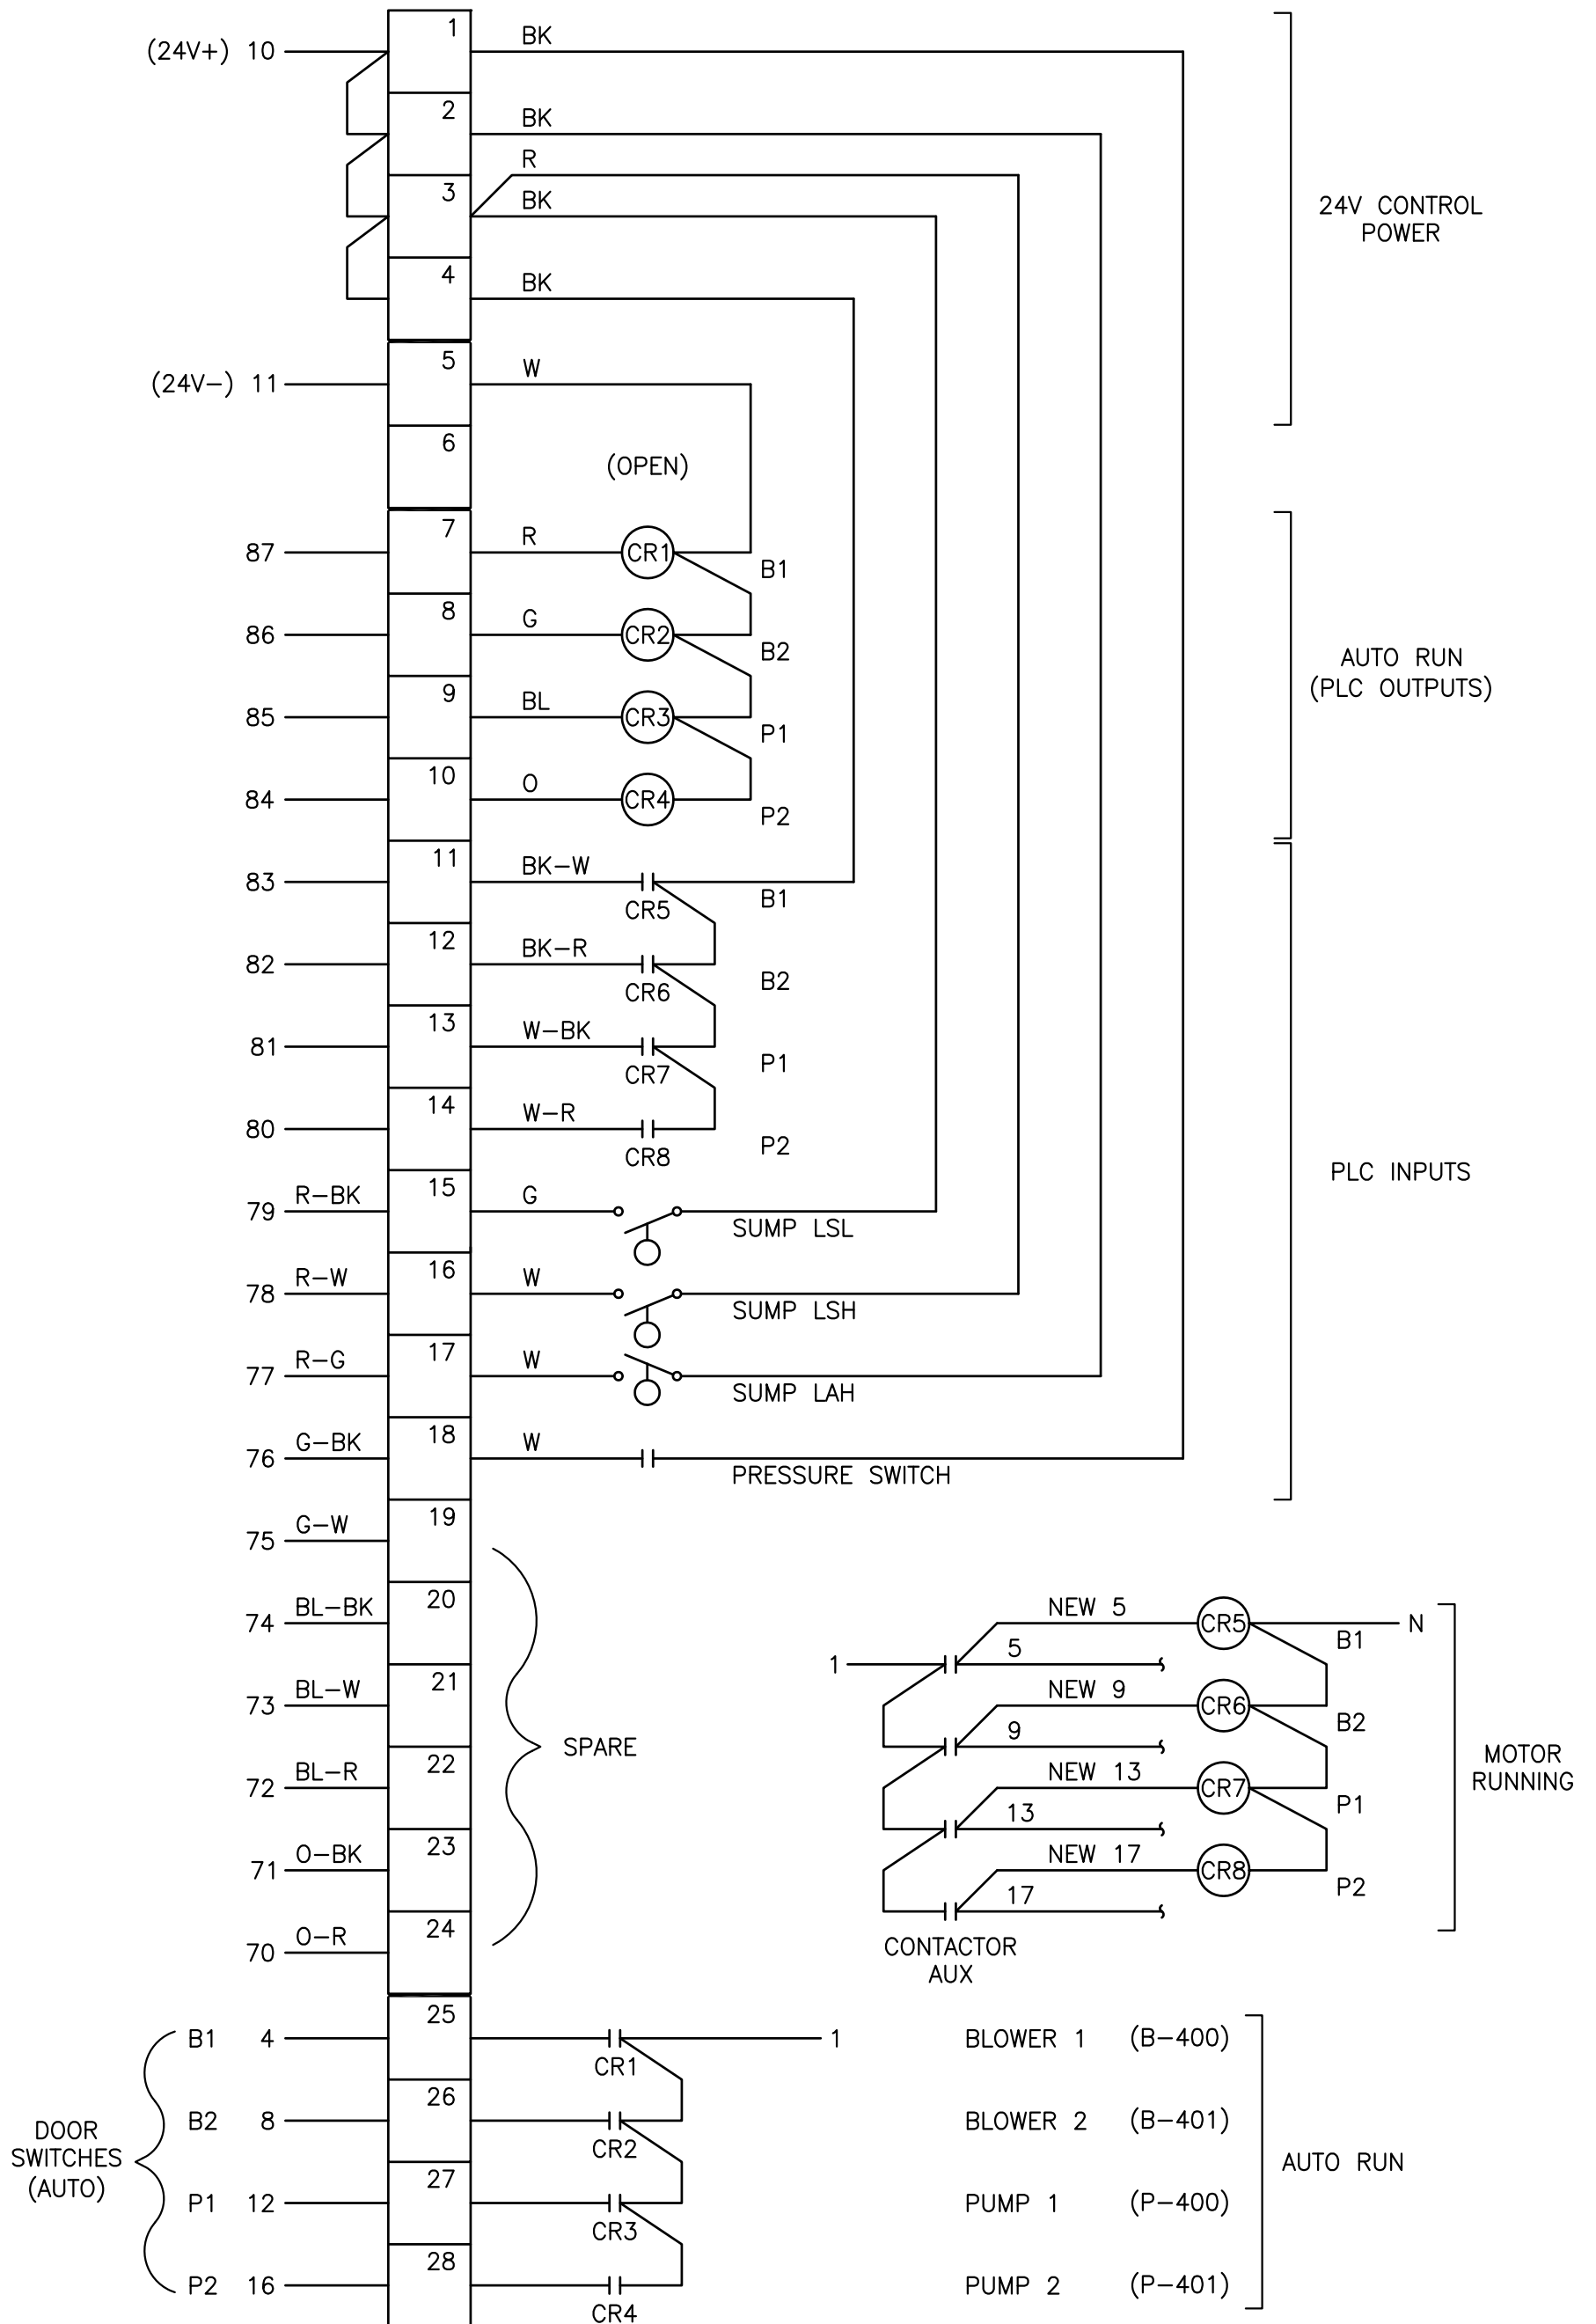 (24V+) 10 1 BK
2 BK
R
3 BK
24V CONTROL
POWER
4 BK
(24V−) 11 5 W
6 (OPEN)
87 7 R CR1 B1
86 8 G CR2 B2
AUTO RUN
(PLC OUTPUTS)
85 9 BL CR3 P1
84 10 O CR4 P2
83 11 BK−W CR5 B1
82 12 BK−R CR6 B2
81 13 W−BK CR7 P1
80 14 W−R CR8 P2
PLC INPUTS
79 R−BK 15 G SUMP LSL
78 R−W 16 W SUMP LSH
77 R−G 17 W SUMP LAH
76 G−BK 18 W PRESSURE SWITCH
75 G−W 19
74 BL−BK 20
73 BL−W 21
SPARE
72 BL−R 22
71 O−BK 23
70 O−R 24
NEW 5 CR5 N
1 5 B1
NEW 9 CR6
9 B2
NEW 13 CR7
13 P1
NEW 17 CR8
17 P2
MOTOR
RUNNING
CONTACTOR
AUX
DOOR
SWITCHES
(AUTO)
B1 4 25 CR1 1 BLOWER 1 (B−400)
B2 8 26 CR2 BLOWER 2 (B−401)
AUTO RUN
P1 12 27 CR3 PUMP 1 (P−400)
P2 16 28 CR4 PUMP 2 (P−401)